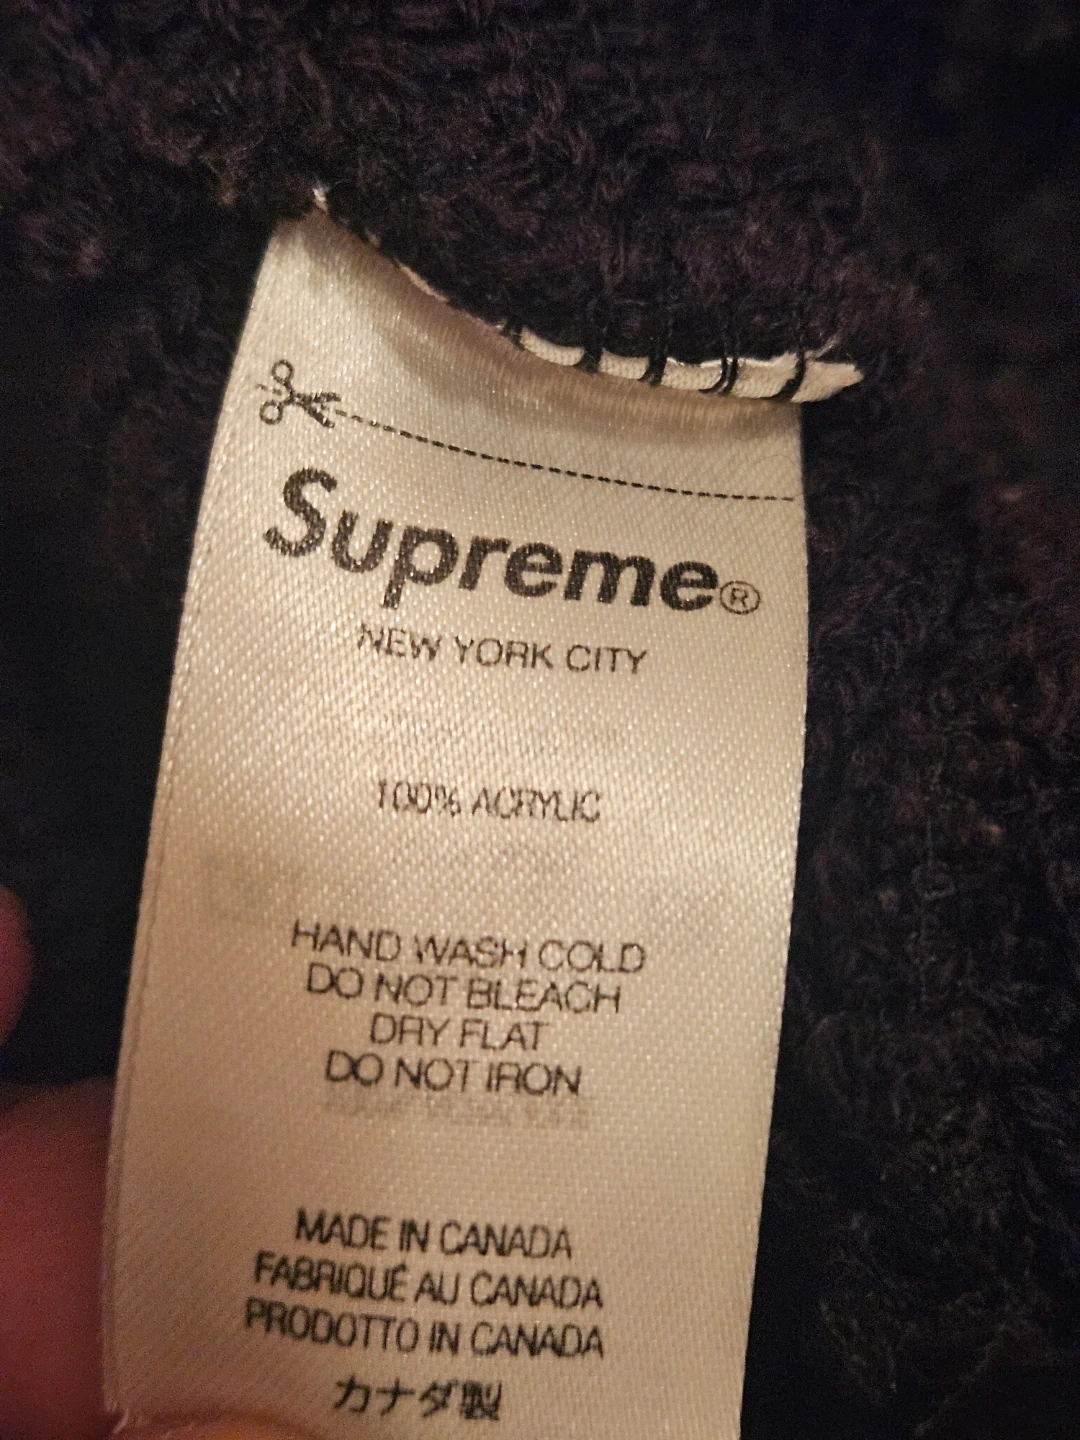 Supreme®
NEW YORK CITY
100% ACRYLIC
HAND WASH COLD
DO NOT BLEACH
DRY FLAT
DO NOT IRON
MADE IN CANADA
FABRIQUÉ AU CANADA
PRODOTTO IN CANADA
カナダ製